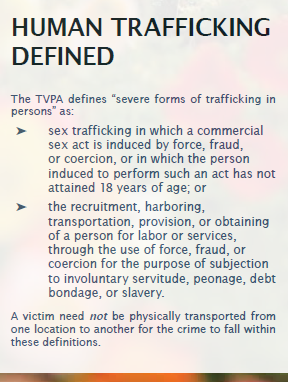 HUMAN TRAFFICKING
DEFINED
The TVPA defines “severe forms of trafficking in
persons” as:
➤ sex trafficking in which a commercial
sex act is induced by force, fraud,
or coercion, or in which the person
induced to perform such an act has not
attained 18 years of age; or
➤ the recruitment, harboring,
transportation, provision, or obtaining
of a person for labor or services,
through the use of force, fraud, or
coercion for the purpose of subjection
to involuntary servitude, peonage, debt
bondage, or slavery.
A victim need not be physically transported from
one location to another for the crime to fall within
these definitions.